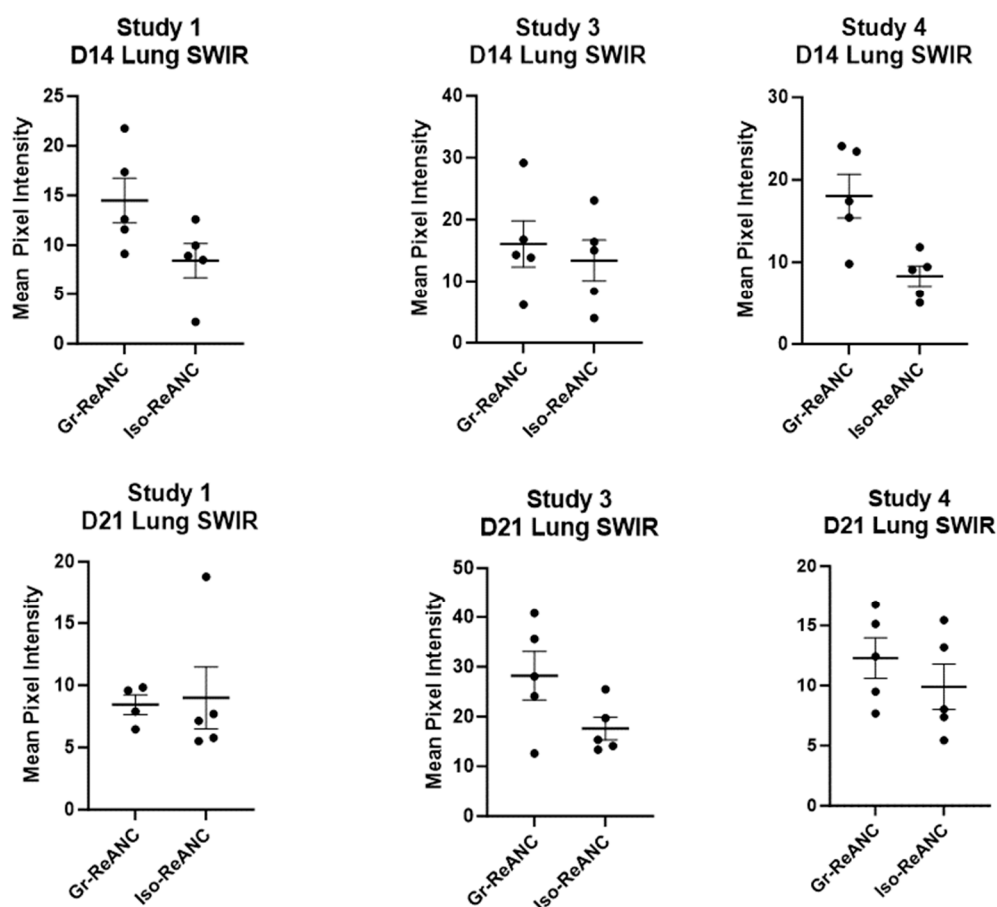 Study 1
D14 Lung SWIR
Mean Pixel Intensity
25
20
15
10
5
0
Gr-ReANC
Iso-ReANC
Study 3
D14 Lung SWIR
Mean Pixel Intensity
40
30
20
10
0
Gr-ReANC
Iso-ReANC
Study 4
D14 Lung SWIR
Mean Pixel Intensity
30
20
10
0
Gr-ReANC
Iso-ReANC
Study 1
D21 Lung SWIR
Mean Pixel Intensity
20
15
10
5
0
Gr-ReANC
Iso-ReANC
Study 3
D21 Lung SWIR
Mean Pixel Intensity
50
40
30
20
10
0
Gr-ReANC
Iso-ReANC
Study 4
D21 Lung SWIR
Mean Pixel Intensity
20
15
10
5
0
Gr-ReANC
Iso-ReANC